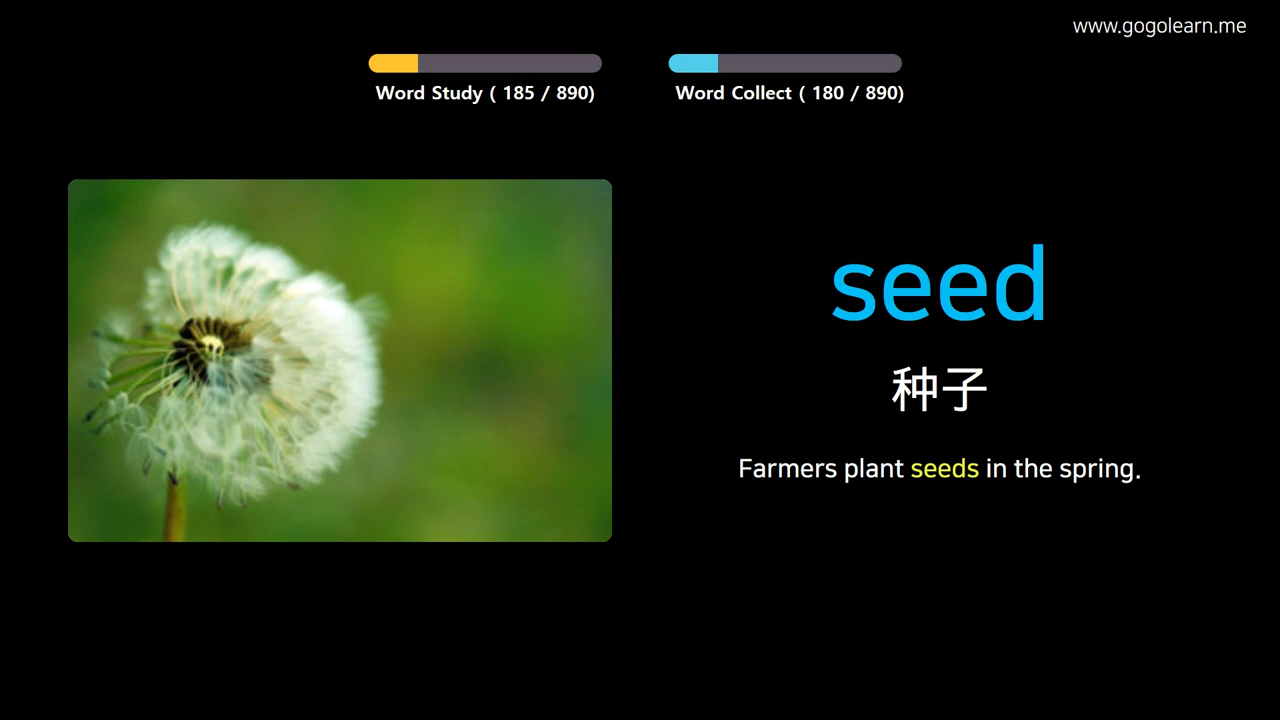 www.gogolearn.me
Word Study ( 185 / 890)
Word Collect ( 180 / 890)
seed
种子
Farmers plant seeds in the spring.